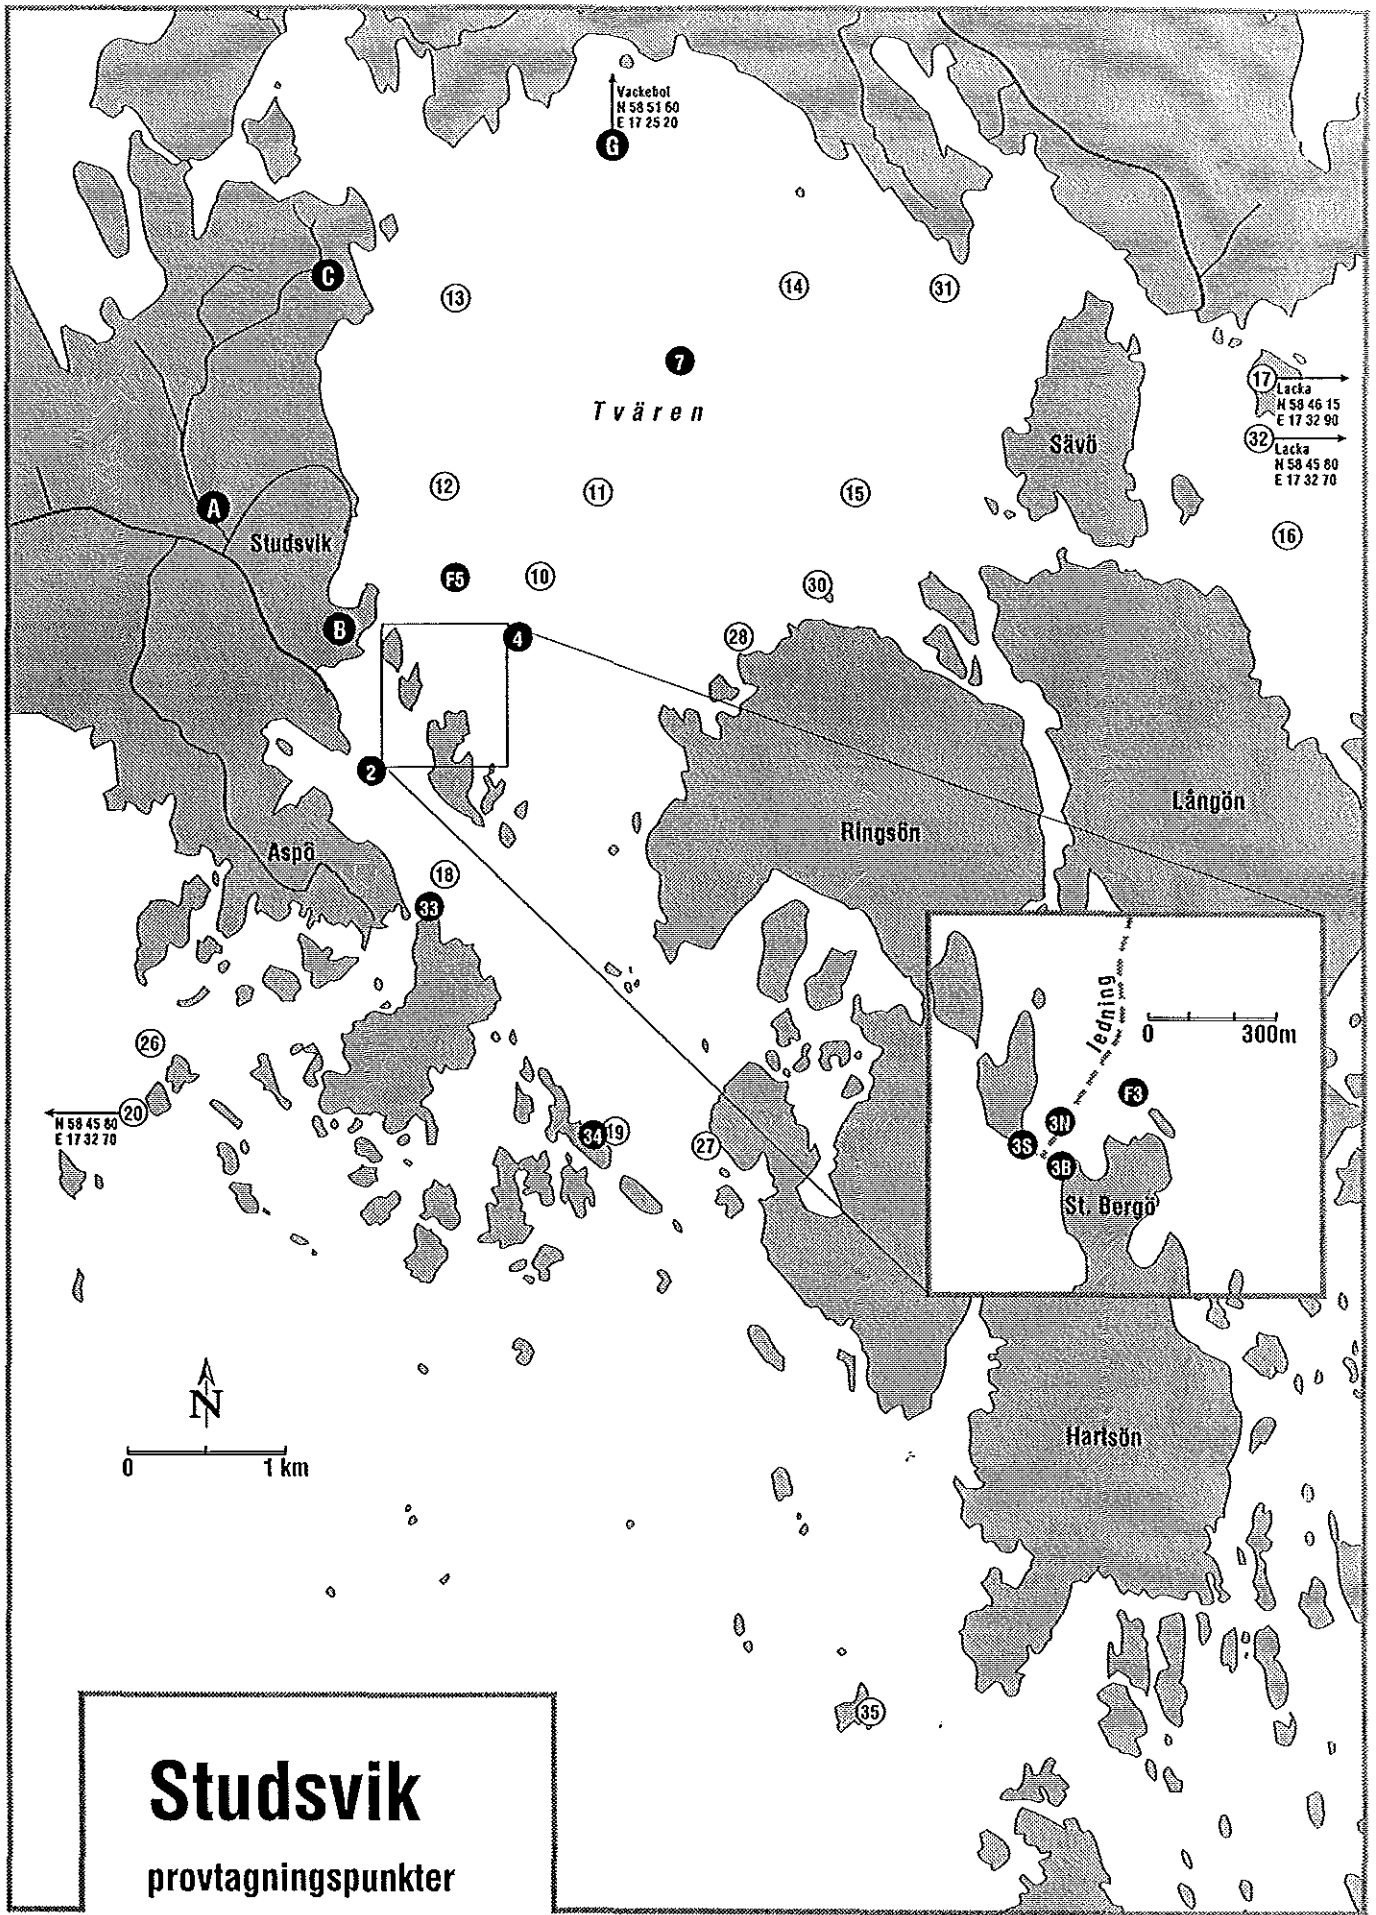 Vackebol
N 58 51 60
E 17 25 20
G
C
13
14
31
7
Tvären
17
Lacka
N 58 46 15
E 17 32 90
32
Lacka
N 58 45 80
E 17 32 70
Sävö
12
11
15
A
16
Studsvik
F5
10
30
B
4
28
2
Långön
Ringsön
Aspö
18
33
ledning
0 300m
26
F3
20
N 58 45 80
E 17 32 70
3N
34
19
27
3S
3B
St. Bergö
N
0 1 km
Hartsön
35
Studsvik
provtagningspunkter